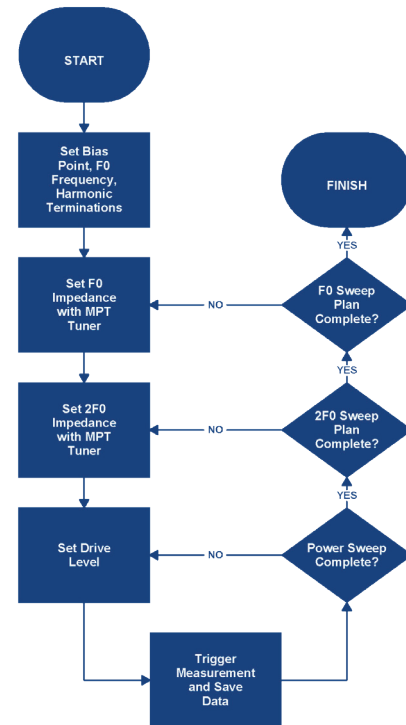 START
Set Bias
Point, F0
Frequency,
Harmonic
Terminations
FINISH
YES
Set F0
Impedance
with MPT
Tuner
NO
F0 Sweep
Plan
Complete?
YES
Set 2F0
Impedance
with MPT
Tuner
NO
2F0 Sweep
Plan
Complete?
YES
Set Drive
Level
NO
Power Sweep
Complete?
Trigger
Measurement
and Save
Data